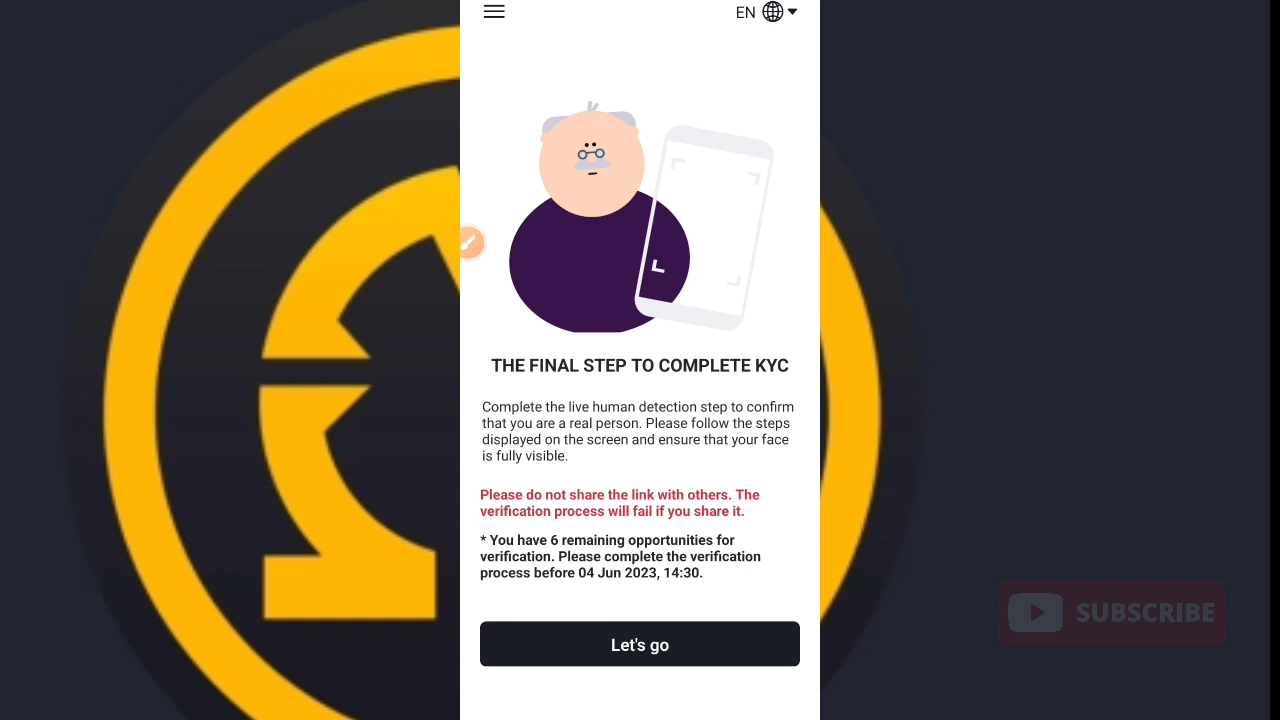 EN
THE FINAL STEP TO COMPLETE KYC
Complete the live human detection step to confirm
that you are a real person. Please follow the steps
displayed on the screen and ensure that your face
is fully visible.
Please do not share the link with others. The
verification process will fail if you share it.
* You have 6 remaining opportunities for
verification. Please complete the verification
process before 04 Jun 2023, 14:30.
SUBSCRIBE
Let's go